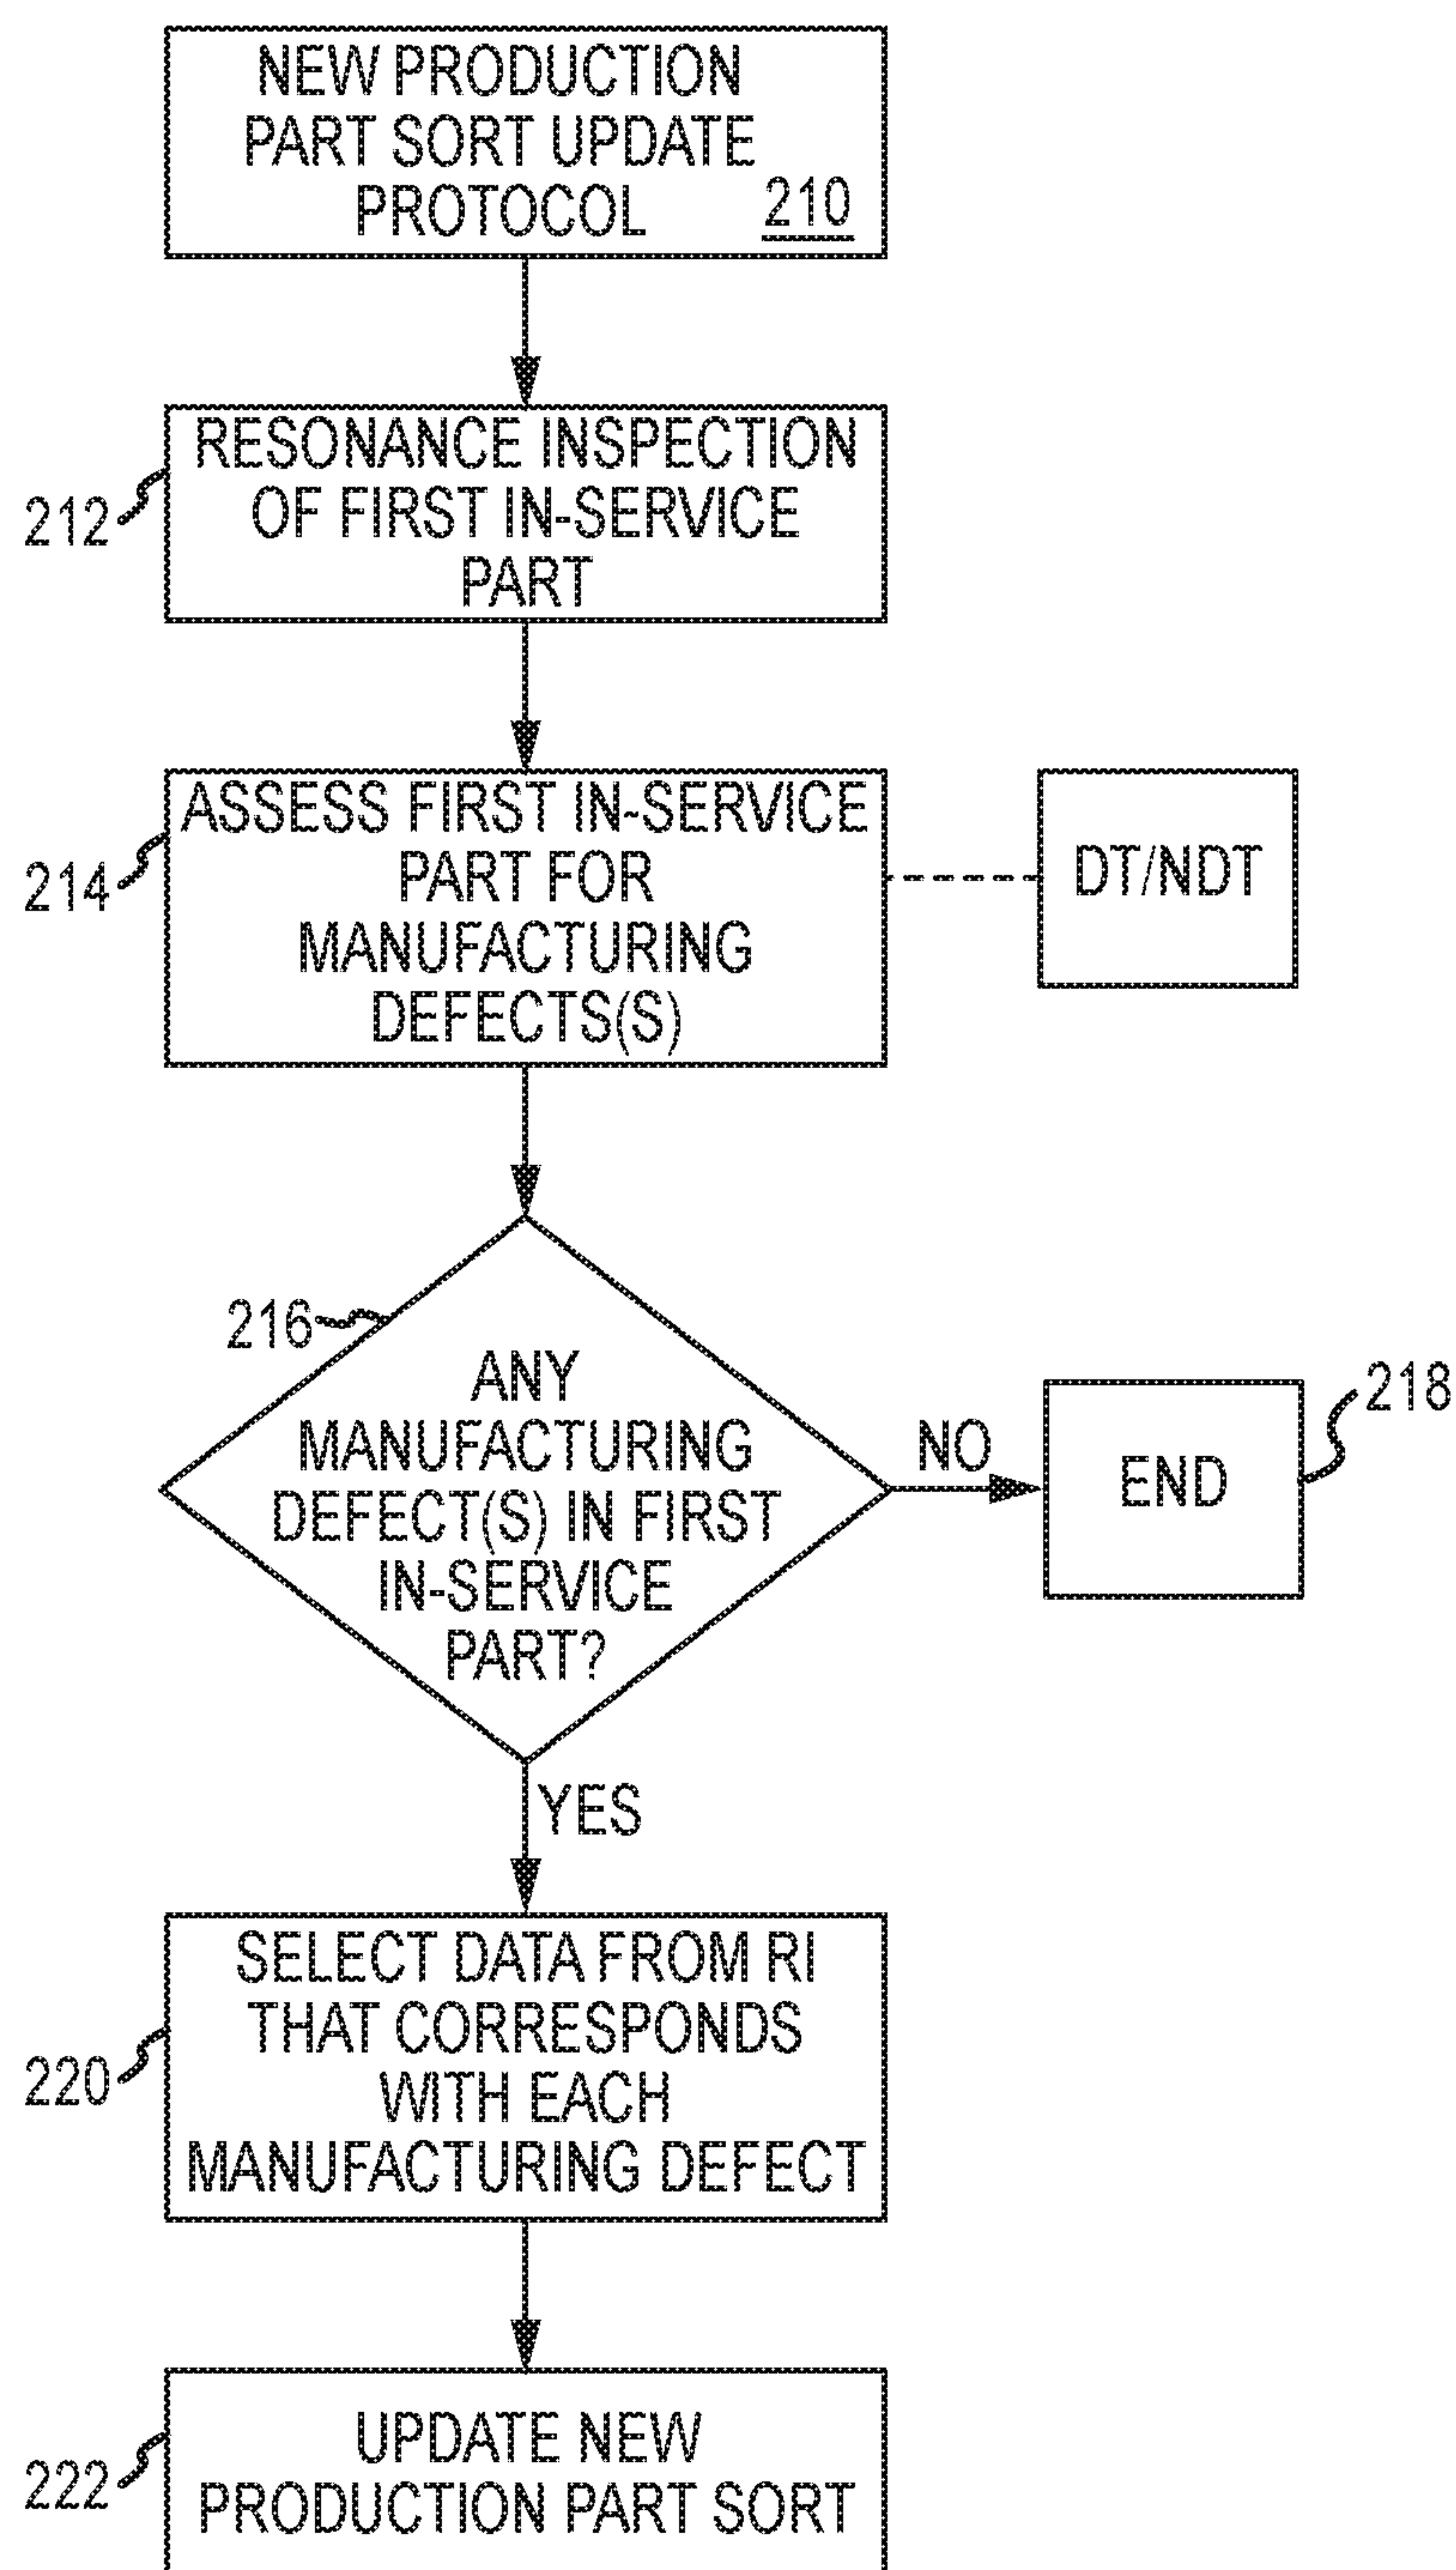 NEW PRODUCTION
PART SORT UPDATE
PROTOCOL 210
RESONANCE INSPECTION
OF FIRST IN-SERVICE
PART
212
ASSESS FIRST IN-SERVICE
PART FOR
MANUFACTURING
DEFECTS(S)
214
DT/NDT
216
ANY
MANUFACTURING
DEFECT(S) IN FIRST
IN-SERVICE
PART?
NO
END
218
YES
SELECT DATA FROM RI
THAT CORRESPONDS
WITH EACH
MANUFACTURING DEFECT
220
UPDATE NEW
PRODUCTION PART SORT
222